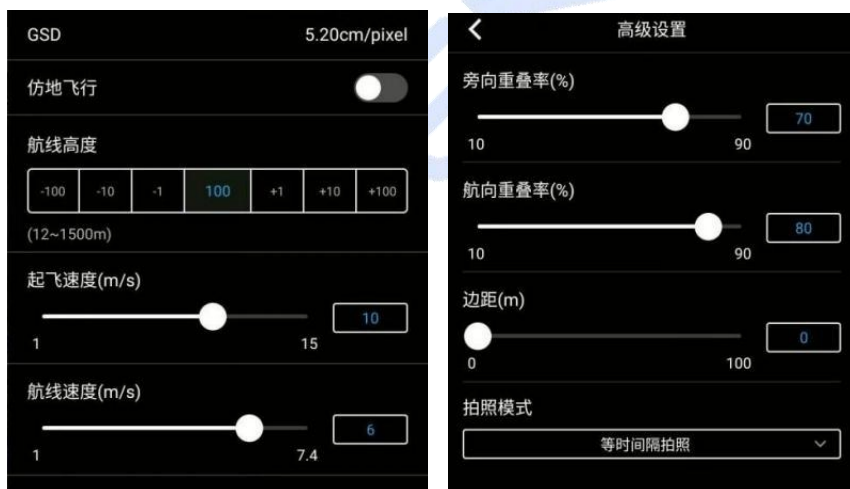 GSD 5.20cm/pixel
仿地飞行
航线高度
-100 -10 -1 100 +1 +10 +100
(12~1500m)
起飞速度(m/s)
10
1 15
航线速度(m/s)
6
1 7.4
高级设置
旁向重叠率(%)
70
10 90
航向重叠率(%)
80
10 90
边距(m)
0
0 100
拍照模式
等时间隔拍照